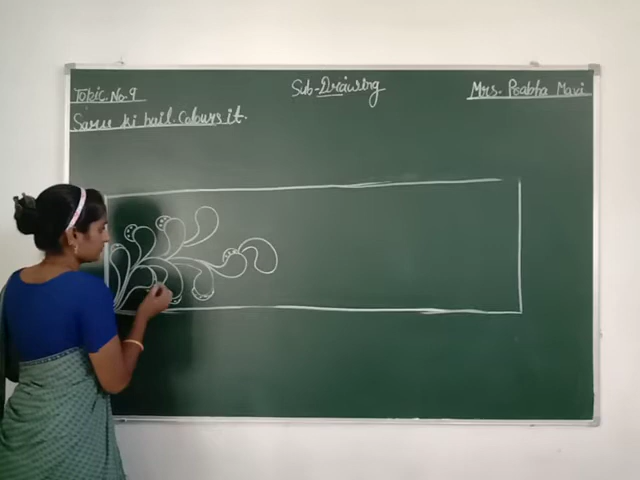 Topic. No. 9
Sub-Drawing
Mrs. Prabha Mavi
Saree ki bail. Colours it.